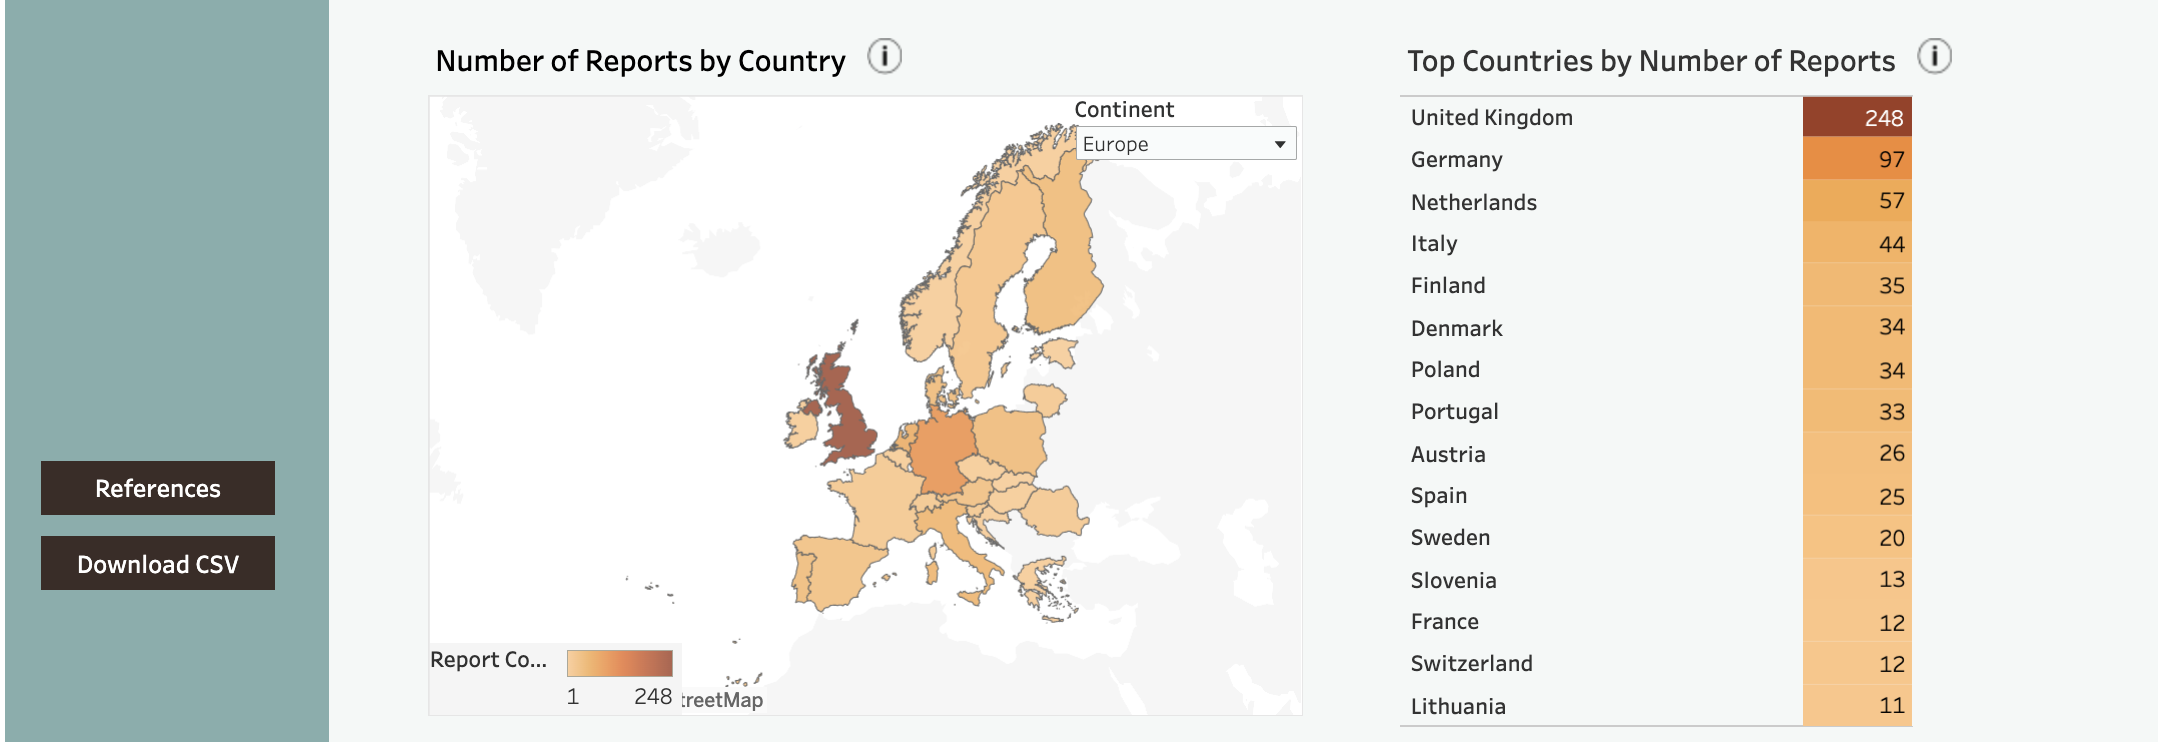 References
Download CSV
Number of Reports by Country i
Continent
Europe
Report Co...
1 248
treetMap
Top Countries by Number of Reports i
United Kingdom 248
Germany 97
Netherlands 57
Italy 44
Finland 35
Denmark 34
Poland 34
Portugal 33
Austria 26
Spain 25
Sweden 20
Slovenia 13
France 12
Switzerland 12
Lithuania 11